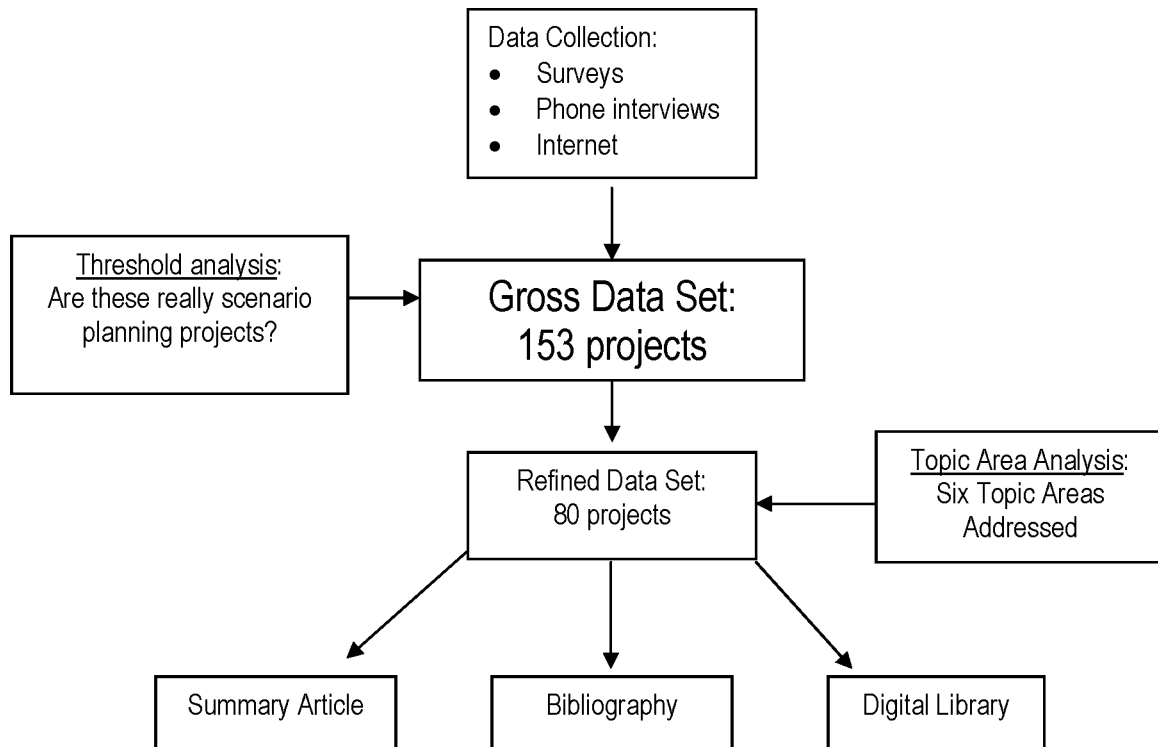 Data Collection:
• Surveys
• Phone interviews
• Internet
Threshold analysis:
Are these really scenario
planning projects?
Gross Data Set:
153 projects
Refined Data Set:
80 projects
Topic Area Analysis:
Six Topic Areas
Addressed
Summary Article
Bibliography
Digital Library